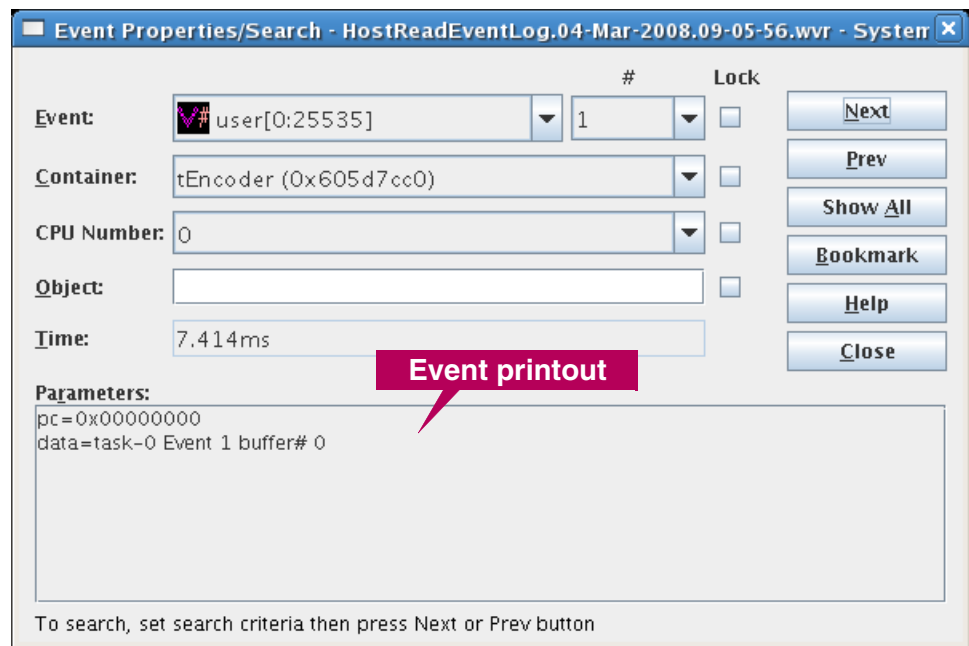 Event Properties/Search - HostReadEventLog.04-Mar-2008.09-05-56.wvr - System
# Lock
Event: V# user[0:25535] 1 Next
Prev
Container: tEncoder (0x605d7cc0)
Show All
CPU Number: 0
Bookmark
Object:
Help
Time: 7.414ms
Close
Event printout
Parameters:
pc=0x00000000
data=task-0 Event 1 buffer# 0
To search, set search criteria then press Next or Prev button